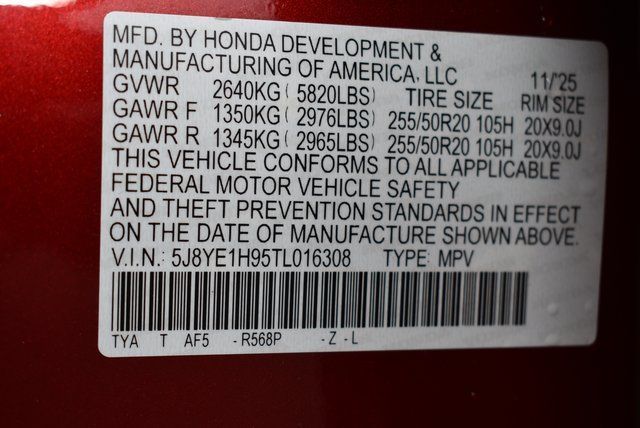 MFD. BY HONDA DEVELOPMENT &
MANUFACTURING OF AMERICA, LLC 11/'25
GVWR 2640KG ( 5820LBS) TIRE SIZE RIM SIZE
GAWR F 1350KG ( 2976LBS) 255/50R20 105H 20X9.0J
GAWR R 1345KG ( 2965LBS) 255/50R20 105H 20X9.0J
THIS VEHICLE CONFORMS TO ALL APPLICABLE
FEDERAL MOTOR VEHICLE SAFETY
AND THEFT PREVENTION STANDARDS IN EFFECT
ON THE DATE OF MANUFACTURE SHOWN ABOVE.
V.I.N.: 5J8YE1H95TL016308 TYPE: MPV
TYA T AF5 -R568P -Z-L